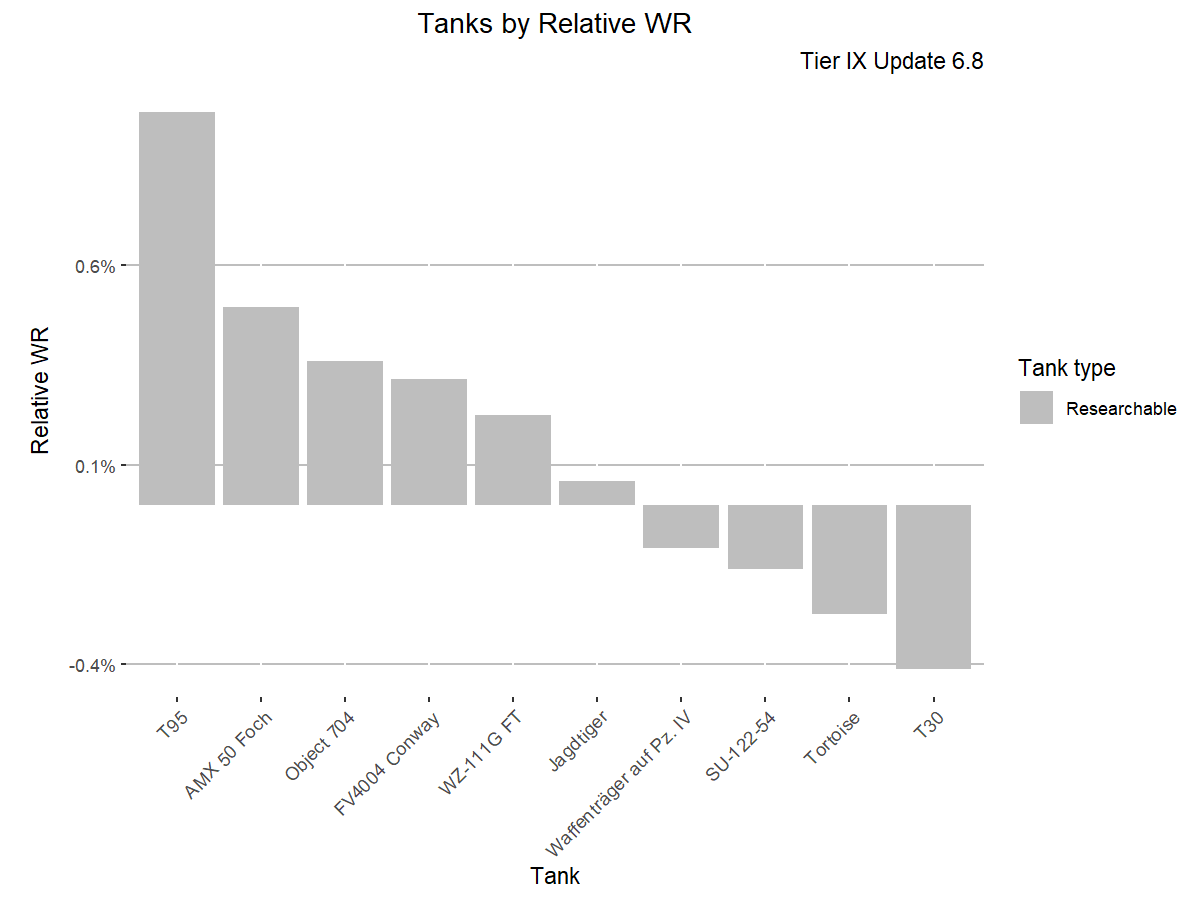 Tanks by Relative WR
Tier IX Update 6.8
Relative WR
0.6%
0.1%
-0.4%
T95
AMX 50 Foch
Object 704
FV4004 Conway
WZ-111G FT
Jagdtiger
Waffenträger auf Pz. IV
SU-122-54
Tortoise
T30
Tank
Tank type
Researchable